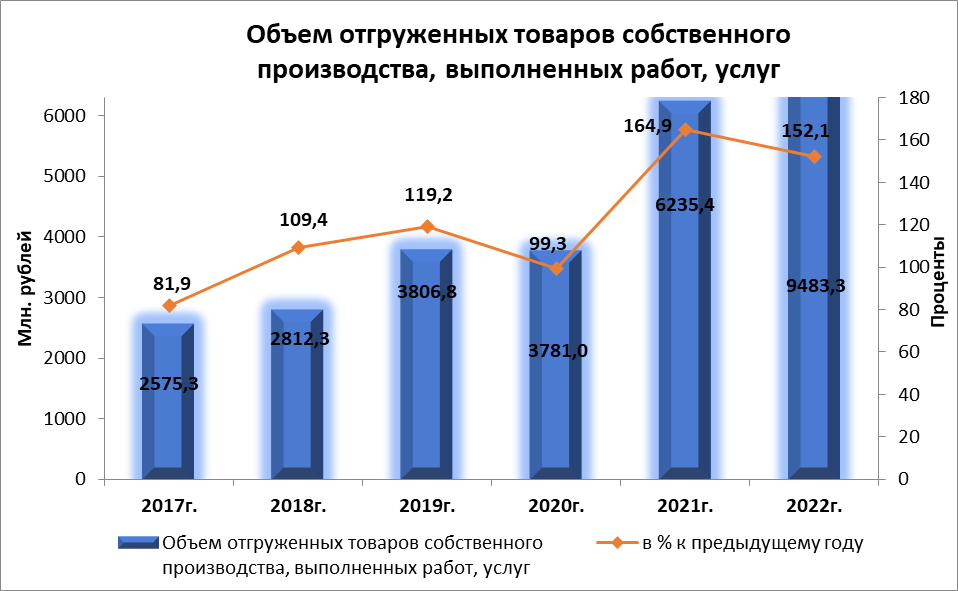 Объем отгруженных товаров собственного
производства, выполненных работ, услуг
Млн. рублей
6000
5000
4000
3000
2000
1000
0
180
160
140
120
100
80
60
40
20
0
Проценты
81,9
109,4
119,2
99,3
164,9
152,1
2575,3
2812,3
3806,8
3781,0
6235,4
9483,3
2017г.
2018г.
2019г.
2020г.
2021г.
2022г.
Объем отгруженных товаров собственного
производства, выполненных работ, услуг
в % к предыдущему году